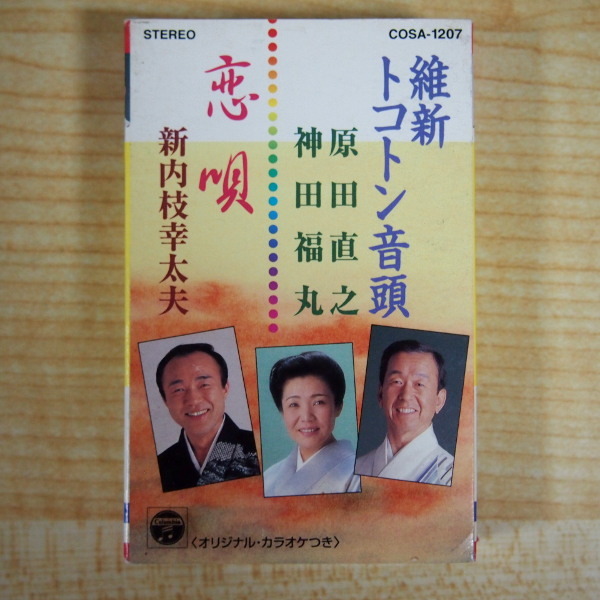 STEREO
COSA-1207
維新
トコトン音頭
原田直之
神田福丸
恋唄
新内枝幸太夫
Columbia
〈オリジナル・カラオケつき〉